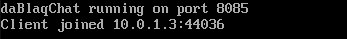 daBlaqChat running on port 8085
Client joined 10.0.1.3:44036